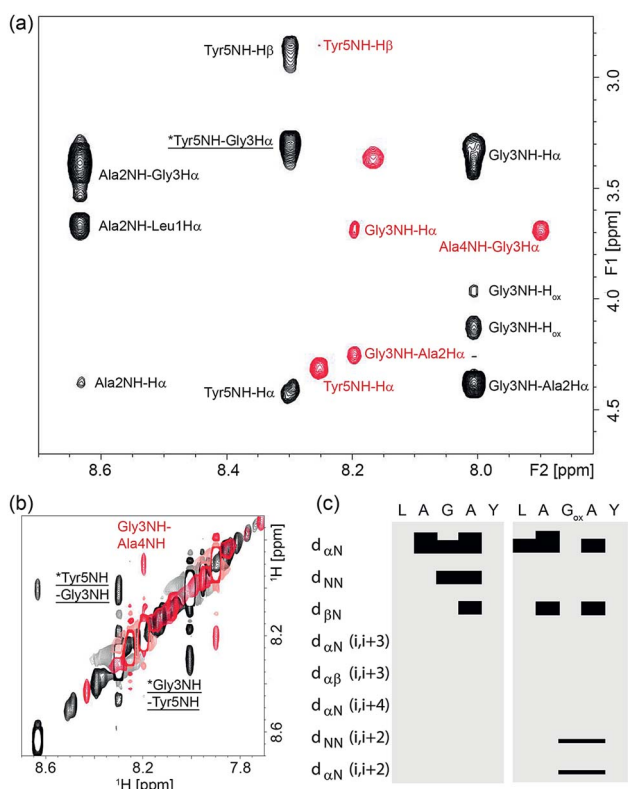 (a)
Tyr5NH-Hβ
Tyr5NH-Hβ
*Tyr5NH-Gly3Hα
Ala2NH-Gly3Hα
Gly3NH-Hα
Ala2NH-Leu1Hα
Gly3NH-Hα
Ala4NH-Gly3Hα
Gly3NH-Hox
Gly3NH-Hox
Gly3NH-Ala2Hα
Ala2NH-Hα
Tyr5NH-Hα
Tyr5NH-Hα
Gly3NH-Ala2Hα
3.0
3.5
4.0
4.5
F1 [ppm]
8.6
8.4
8.2
8.0
F2 [ppm]
(b)
Gly3NH-
Ala4NH
*Tyr5NH
-Gly3NH
*Gly3NH
-Tyr5NH
8.2
8.6
¹H [ppm]
8.6
8.2
7.8
¹H [ppm]
(c)
L A G A Y
L A Gox A Y
dαN
dNN
dβN
dαN (i,i+3)
dαβ (i,i+3)
dαN (i,i+4)
dNN (i,i+2)
dαN (i,i+2)